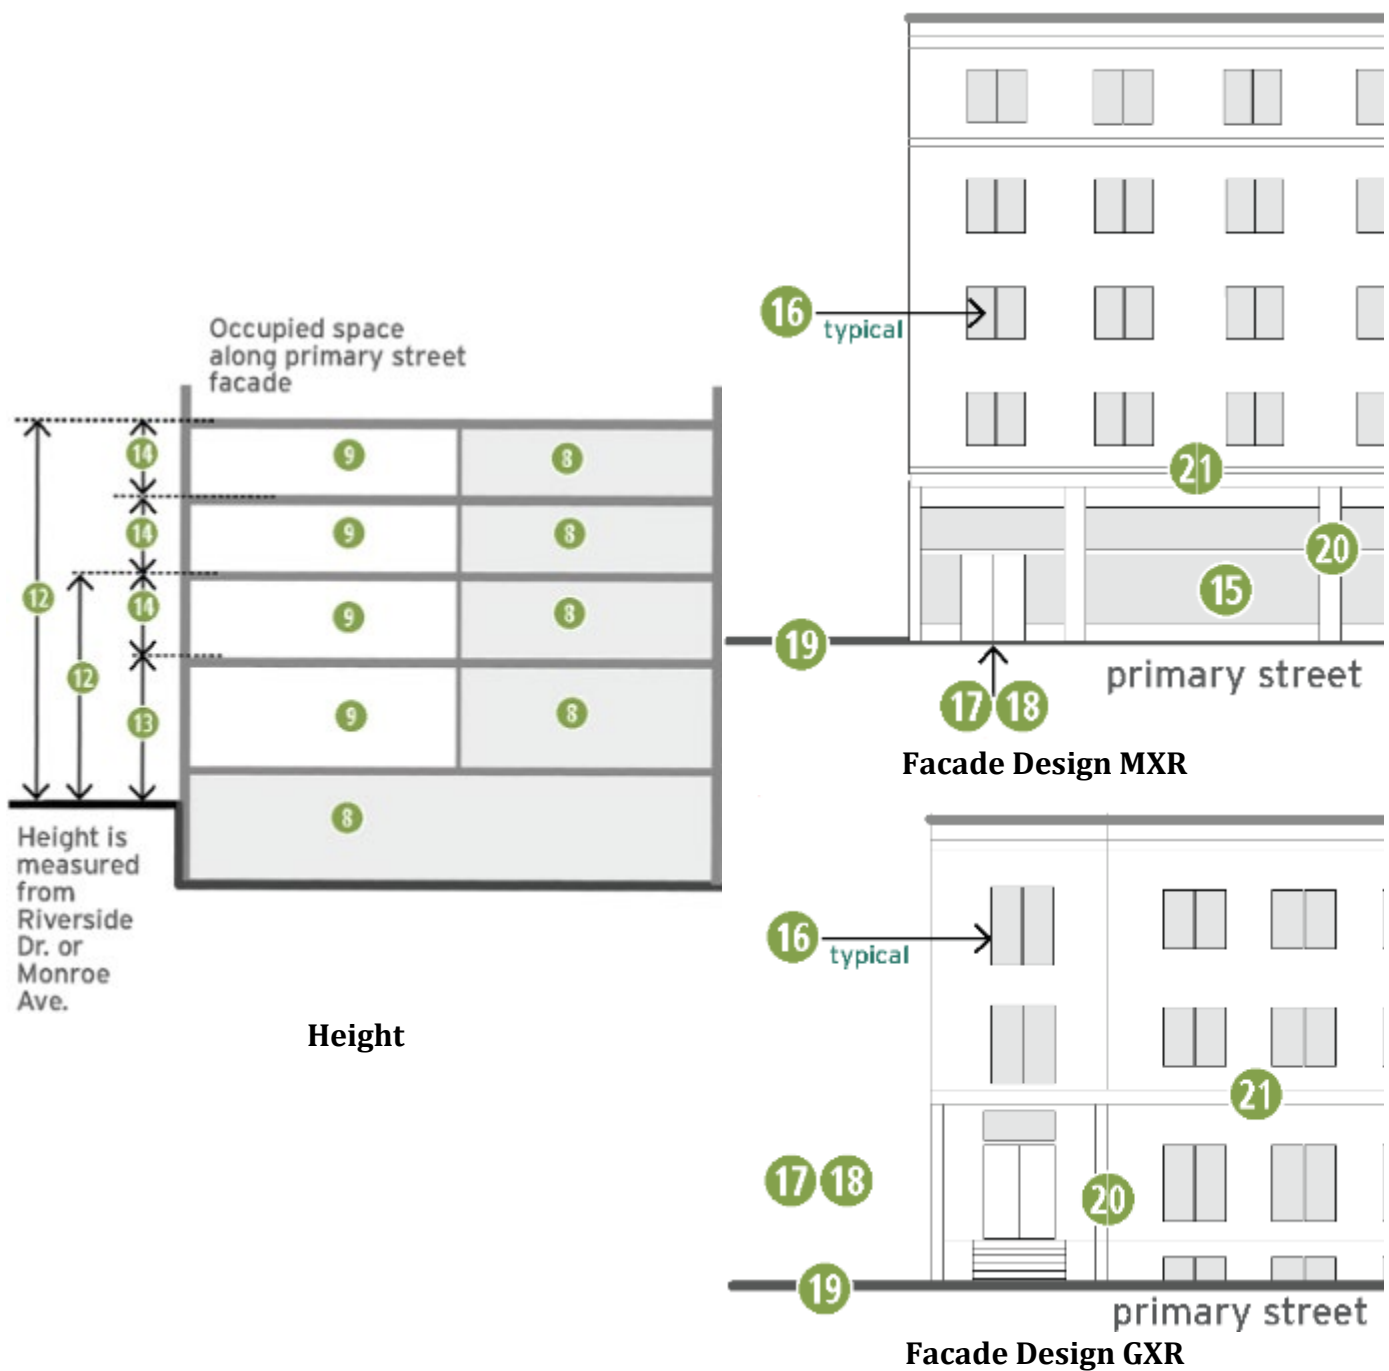 Occupied space
along primary street
facade
14
9
8
14
9
8
12
14
9
8
12
13
9
8
8
Height is
measured
from
Riverside
Dr. or
Monroe
Ave.
Height
16
typical
21
20
15
19
primary street
17 18
Facade Design MXR
16
typical
21
17 18
20
19
primary street
Facade Design GXR